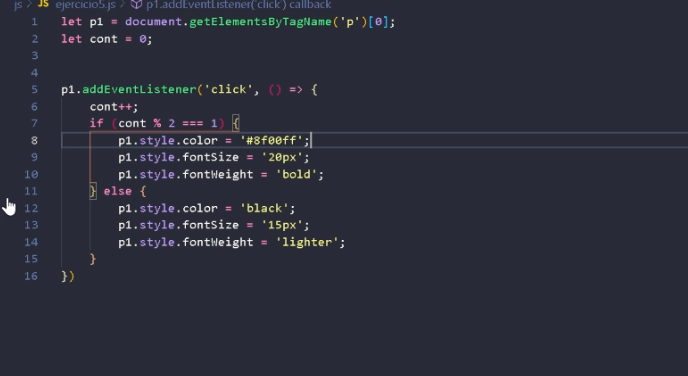 js > JS ejercicio5.js > p1.addEventListener('click') callback
1 let p1 = document.getElementsByTagName('p')[0];
2 let cont = 0;
3
4
5 p1.addEventListener('click', () => {
6 cont++;
7 if (cont % 2 === 1) {
8 p1.style.color = '#8f00ff';
9 p1.style.fontSize = '20px';
10 p1.style.fontWeight = 'bold';
11 } else {
12 p1.style.color = 'black';
13 p1.style.fontSize = '15px';
14 p1.style.fontWeight = 'lighter';
15 }
16 })